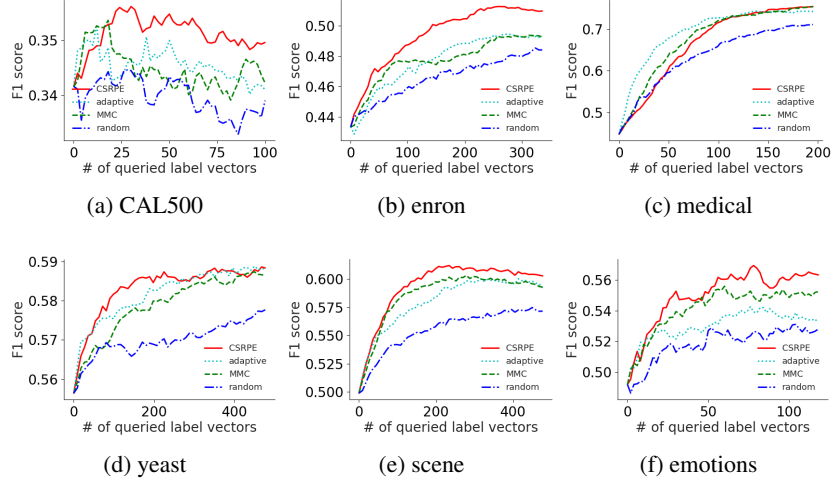 F1 score
0.35
0.34
CSRPE
adaptive
MMC
random
0 25 50 75 100
# of queried label vectors
(a) CAL500
F1 score
0.50
0.48
0.46
0.44
CSRPE
adaptive
MMC
random
0 100 200 300
# of queried label vectors
(b) enron
F1 score
0.7
0.6
0.5
CSRPE
adaptive
MMC
random
0 50 100 150 200
# of queried label vectors
(c) medical
F1 score
0.59
0.58
0.57
0.56
CSRPE
adaptive
MMC
random
0 200 400
# of queried label vectors
(d) yeast
F1 score
0.600
0.575
0.550
0.525
0.500
CSRPE
adaptive
MMC
random
0 200 400
# of queried label vectors
(e) scene
F1 score
0.56
0.54
0.52
0.50
CSRPE
adaptive
MMC
random
0 50 100
# of queried label vectors
(f) emotions